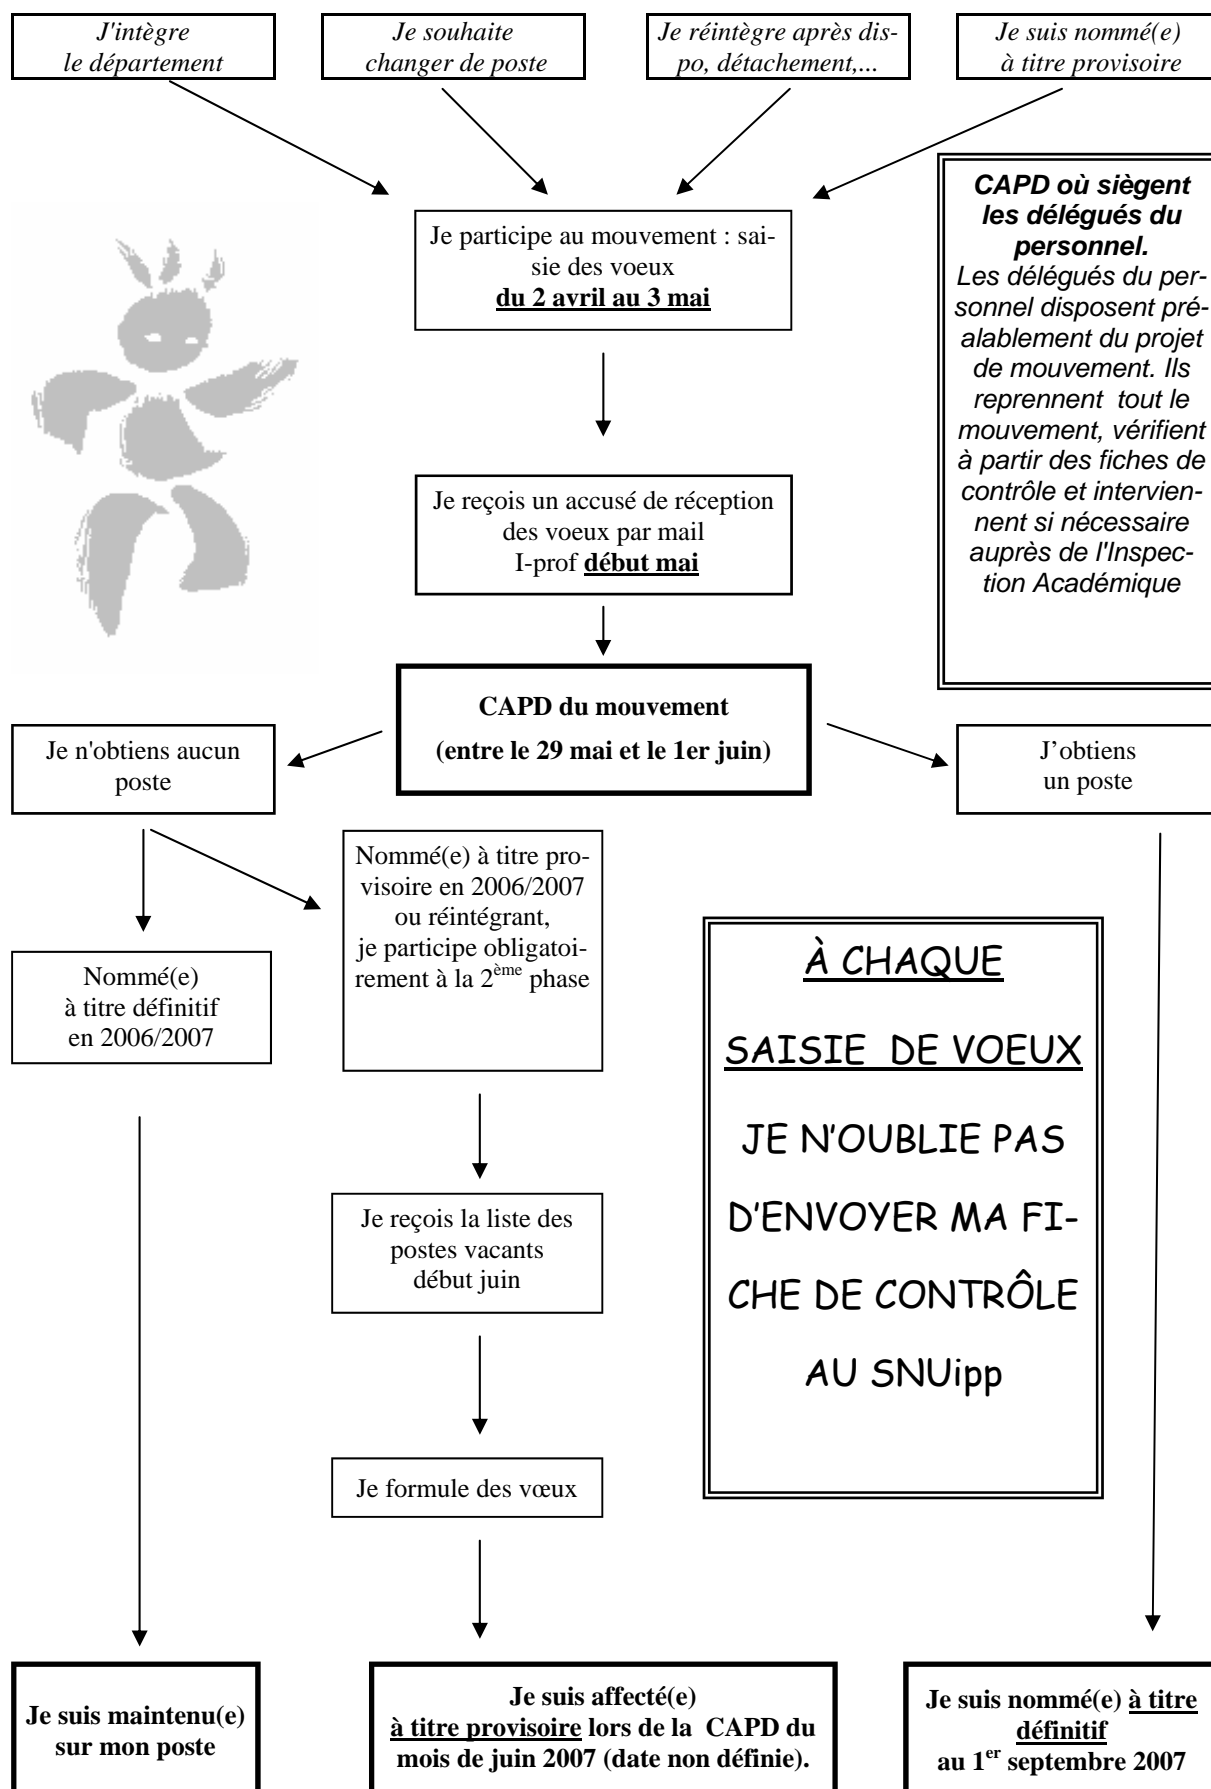 J'intègre
le département
Je souhaite
changer de poste
Je réintègre après dis-
po, détachement,...
Je suis nommé(e)
à titre provisoire
Je participe au mouvement : sai-
sie des voeux
du 2 avril au 3 mai
CAPD où siègent
les délégués du
personnel.
Les délégués du per-
sonnel disposent pré-
alablement du projet
de mouvement. Ils
reprennent tout le
mouvement, vérifient
à partir des fiches de
contrôle et intervien-
nent si nécessaire
auprès de l'Inspec-
tion Académique
Je reçois un accusé de réception
des voeux par mail
I-prof début mai
CAPD du mouvement
(entre le 29 mai et le 1er juin)
Je n'obtiens aucun
poste
J’obtiens
un poste
Nommé(e) à titre pro-
visoire en 2006/2007
ou réintégrant,
je participe obligatoi-
rement à la 2ème phase
Nommé(e)
à titre définitif
en 2006/2007
À CHAQUE
SAISIE DE VOEUX
JE N’OUBLIE PAS
D’ENVOYER MA FI-
CHE DE CONTRÔLE
AU SNUipp
Je reçois la liste des
postes vacants
début juin
Je formule des vœux
Je suis maintenu(e)
sur mon poste
Je suis affecté(e)
à titre provisoire lors de la CAPD du
mois de juin 2007 (date non définie).
Je suis nommé(e) à titre
définitif
au 1er septembre 2007